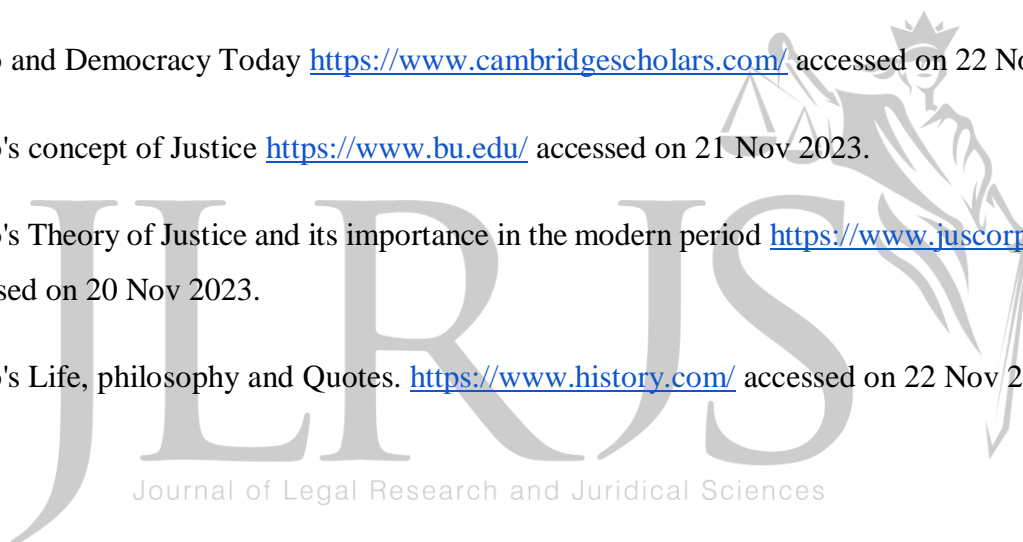 and Democracy Today https://www.cambridgescholars.com/ accessed on 22 No
's concept of Justice https://www.bu.edu/ accessed on 21 Nov 2023.
's Theory of Justice and its importance in the modern period https://www.juscorp
sed on 20 Nov 2023.
's Life, philosophy and Quotes. https://www.history.com/ accessed on 22 Nov 2
JLRJS
Journal of Legal Research and Juridical Sciences